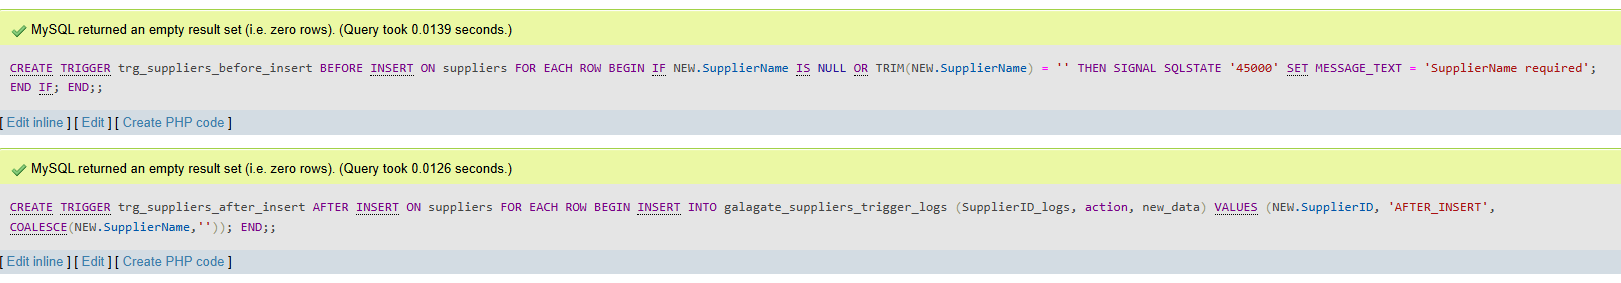 MySQL returned an empty result set (i.e. zero rows). (Query took 0.0139 seconds.)
CREATE TRIGGER trg_suppliers_before_insert BEFORE INSERT ON suppliers FOR EACH ROW BEGIN IF NEW.SupplierName IS NULL OR TRIM(NEW.SupplierName) = '' THEN SIGNAL SQLSTATE '45000' SET MESSAGE_TEXT = 'SupplierName required';
END IF; END;;
[ Edit inline ] [ Edit ] [ Create PHP code ]
MySQL returned an empty result set (i.e. zero rows). (Query took 0.0126 seconds.)
CREATE TRIGGER trg_suppliers_after_insert AFTER INSERT ON suppliers FOR EACH ROW BEGIN INSERT INTO galagate_suppliers_trigger_logs (SupplierID_logs, action, new_data) VALUES (NEW.SupplierID, 'AFTER_INSERT',
COALESCE(NEW.SupplierName,'')); END;;
[ Edit inline ] [ Edit ] [ Create PHP code ]